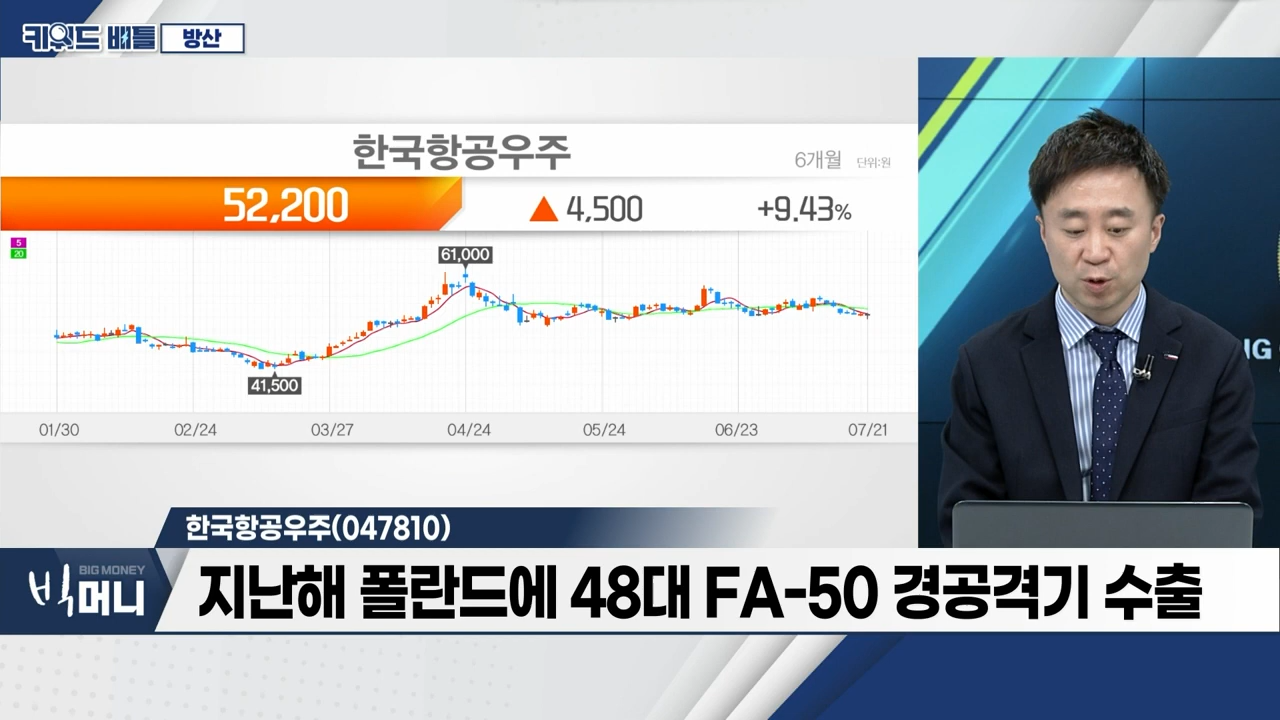 키워드 배틀 방산
한국항공우주
6개월 단위:원
52,200 ▲ 4,500 +9.43%
5
20
61,000
41,500
01/30 02/24 03/27 04/24 05/24 06/23 07/21
한국항공우주(047810)
BIG MONEY
빅머니
지난해 폴란드에 48대 FA-50 경공격기 수출